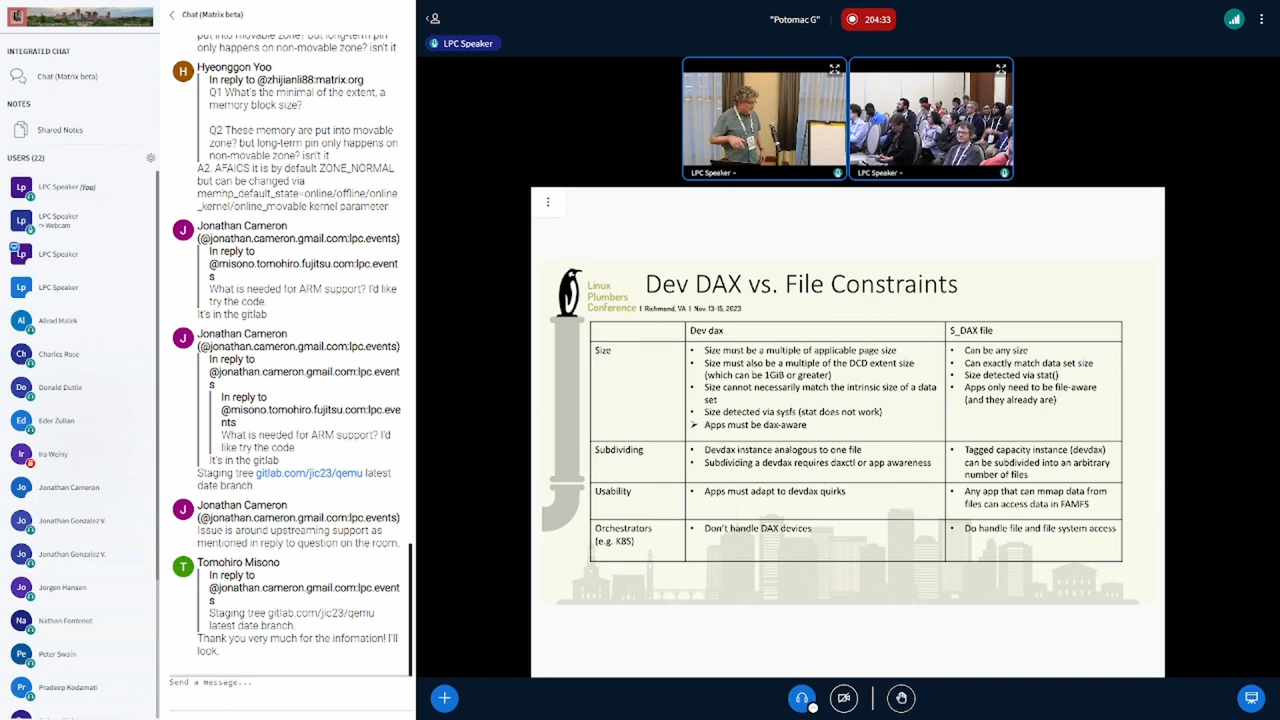 INTEGRATED CHAT
Chat (Matrix beta)
NOTES
Shared Notes
USERS (22)
Lp
LPC Speaker (You)
Lp
LPC Speaker
Webcam
Lp
LPC Speaker
Lp
LPC Speaker
Al
Allrad Malek
Ch
Charles Rose
Do
Donald Dutile
Ed
Eder Zulian
Ir
Ira Weiny
Jo
Jonathan Cameron
Jo
Jonathan Gonzalez V.
Jo
Jonathan Gonzalez V.
Jo
Jorgen Hansen
Na
Nathan Fontenot
Pe
Peter Swain
Pr
Pradeep Kodamati
Chat (Matrix beta)
put into movable zone? but long-term pin
only happens on non-movable zone? isn't it
H
Hyeonggon Yoo
In reply to @zhijianli88:matrix.org
Q1 What's the minimal of the extent, a
memory block size?
Q2 These memory are put into movable
zone? but long-term pin only happens on
non-movable zone? isn't it
A2. AFAICS it is by default ZONE_NORMAL
but can be changed via
memhp_default_state=online/offline/online
_kernel/online_movable kernel parameter
J
Jonathan Cameron
(@jonathan.cameron.gmail.com:lpc.events)
In reply to
@misono.tomohiro.fujitsu.com:lpc.event
s
What is needed for ARM support? I'd like
try the code.
It's in the gitlab
J
Jonathan Cameron
(@jonathan.cameron.gmail.com:lpc.events)
In reply to
@jonathan.cameron.gmail.com:lpc.event
s
In reply to
@misono.tomohiro.fujitsu.com:lpc.eve
nts
What is needed for ARM support? I'd
like try the code.
It's in the gitlab
Staging tree gitlab.com/jic23/qemu latest
date branch.
J
Jonathan Cameron
(@jonathan.cameron.gmail.com:lpc.events)
Issue is around upstreaming support as
mentioned in reply to question on the room.
T
Tomohiro Misono
In reply to
@jonathan.cameron.gmail.com:lpc.event
s
Staging tree gitlab.com/jic23/qemu
latest date branch.
Thank you very much for the infomation! I'll
look.
Send a message...
"Potomac G"
204:33
LPC Speaker
LPC Speaker
LPC Speaker
Linux
Plumbers
Conference | Richmond, VA | Nov. 13-15, 2023
Dev DAX vs. File Constraints
Dev dax
S_DAX file
Size
• Size must be a multiple of applicable page size
• Size must also be a multiple of the DCD extent size
(which can be 1GiB or greater)
• Size cannot necessarily match the intrinsic size of a data
set
• Size detected via sysfs (stat does not work)
➤ Apps must be dax-aware
• Can be any size
• Can exactly match data set size
• Size detected via stat()
• Apps only need to be file-aware
(and they already are)
Subdividing
• Devdax instance analogous to one file
• Subdividing a devdax requires daxctl or app awareness
• Tagged capacity instance (devdax)
can be subdivided into an arbitrary
number of files
Usability
• Apps must adapt to devdax quirks
• Any app that can mmap data from
files can access data in FAMFS
Orchestrators
(e.g. K8S)
• Don't handle DAX devices
• Do handle file and file system access